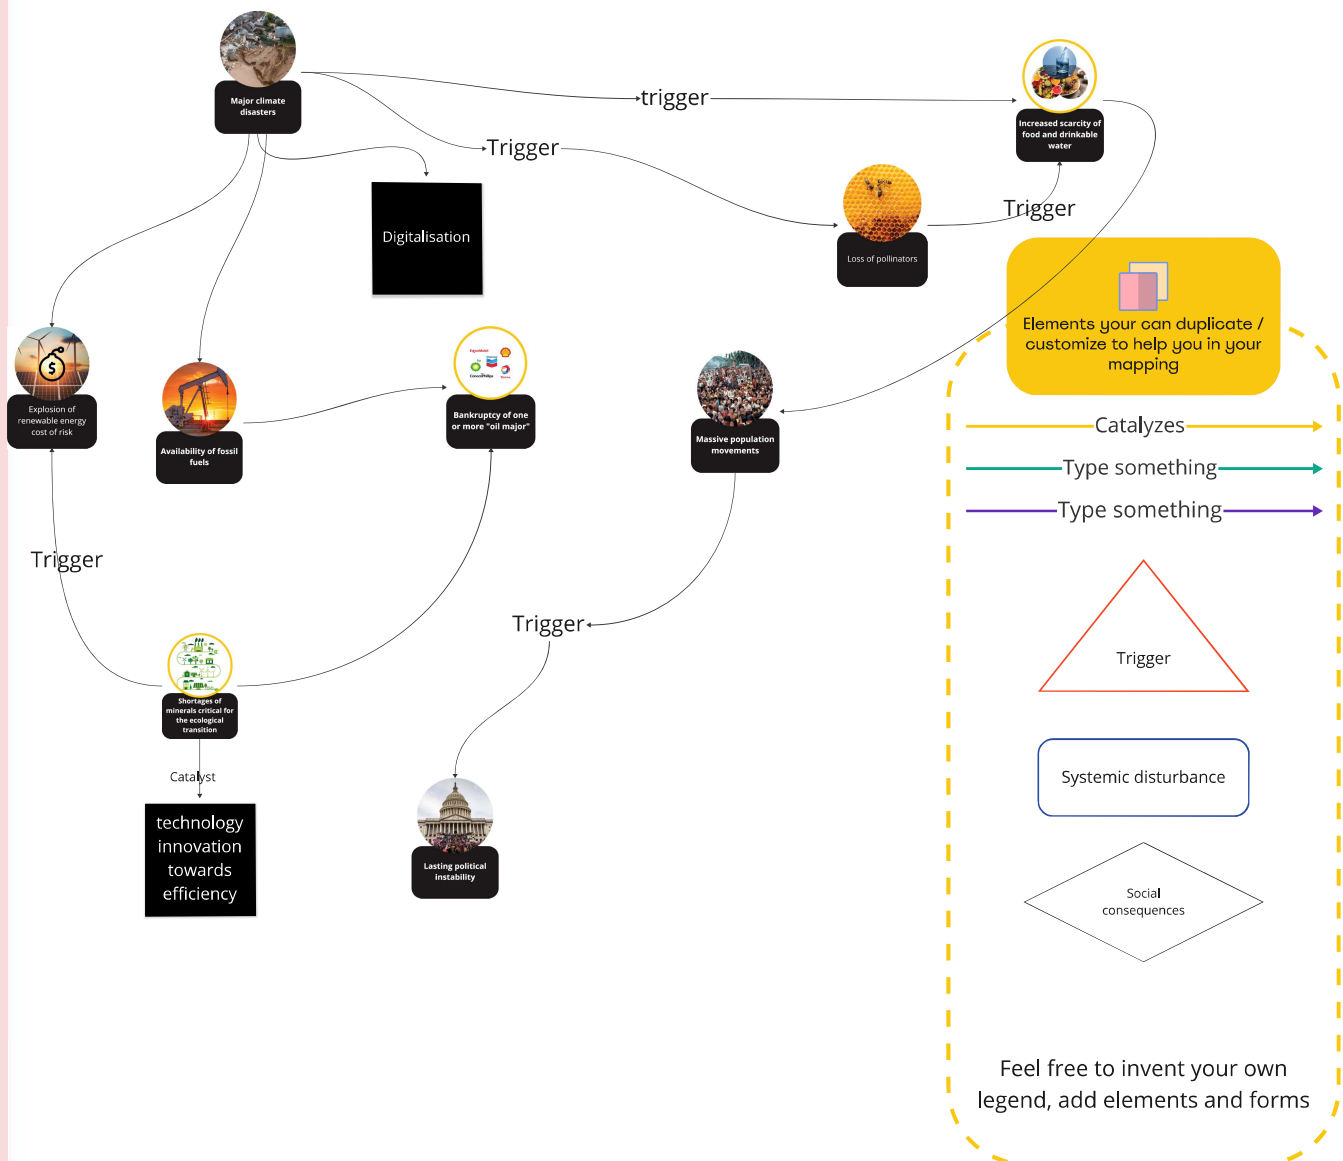 Major climate
disasters
trigger
Increased scarcity of
food and drinkable
water
Trigger
Trigger
Digitalisation
Loss of pollinators
Elements your can duplicate /
customize to help you in your
mapping
Explosion of
renewable energy
cost of risk
Availability of fossil
fuels
ExxonMobil
bp
ConocoPhillips
Bankruptcy of one
or more "oil major"
Massive population
movements
Catalyzes
Type something
Type something
Trigger
Trigger
Shortages of
minerals critical for
the ecological
transition
Catalyst
technology
innovation
towards
efficiency
Lasting political
instability
Trigger
Systemic disturbance
Social
consequences
Feel free to invent your own
legend, add elements and forms